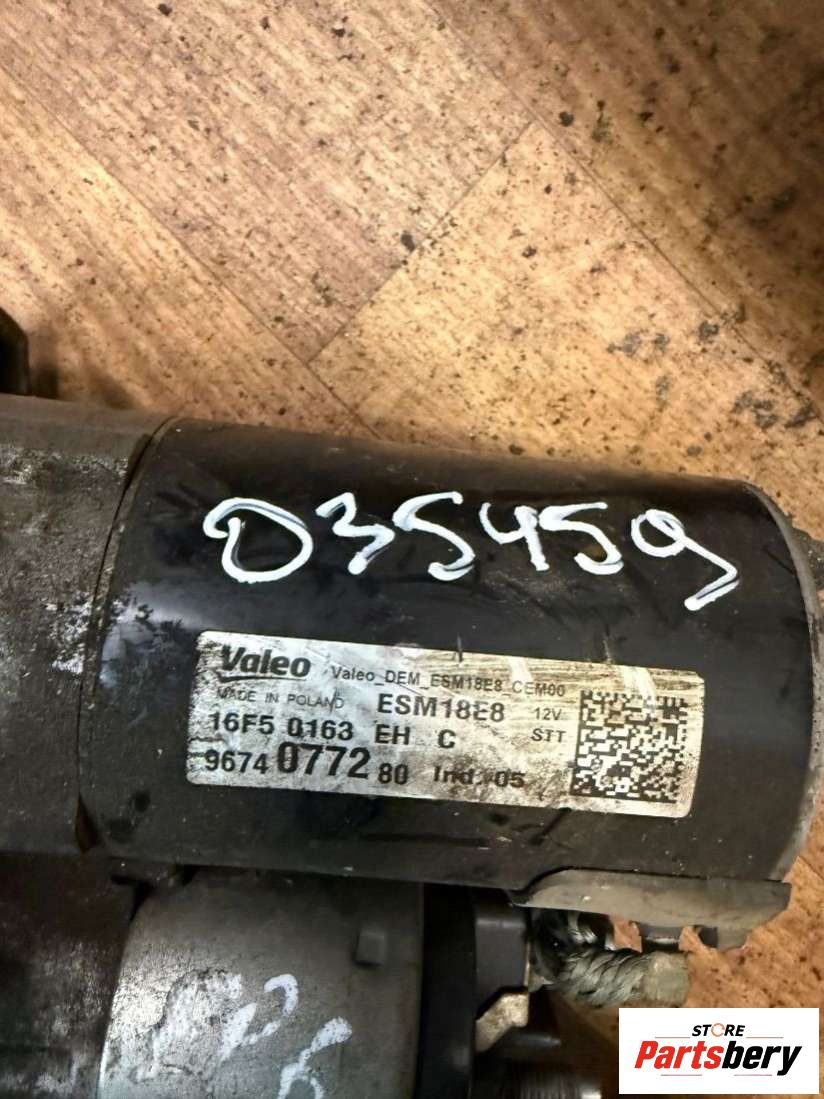 035459
Valeo Valeo_DEM_ESM18E8_CEM00
MADE IN POLAND ESM18E8 12V
16F5 0163 EH C STT
9674 0772 80 Ind. 05
STORE
Partsbery